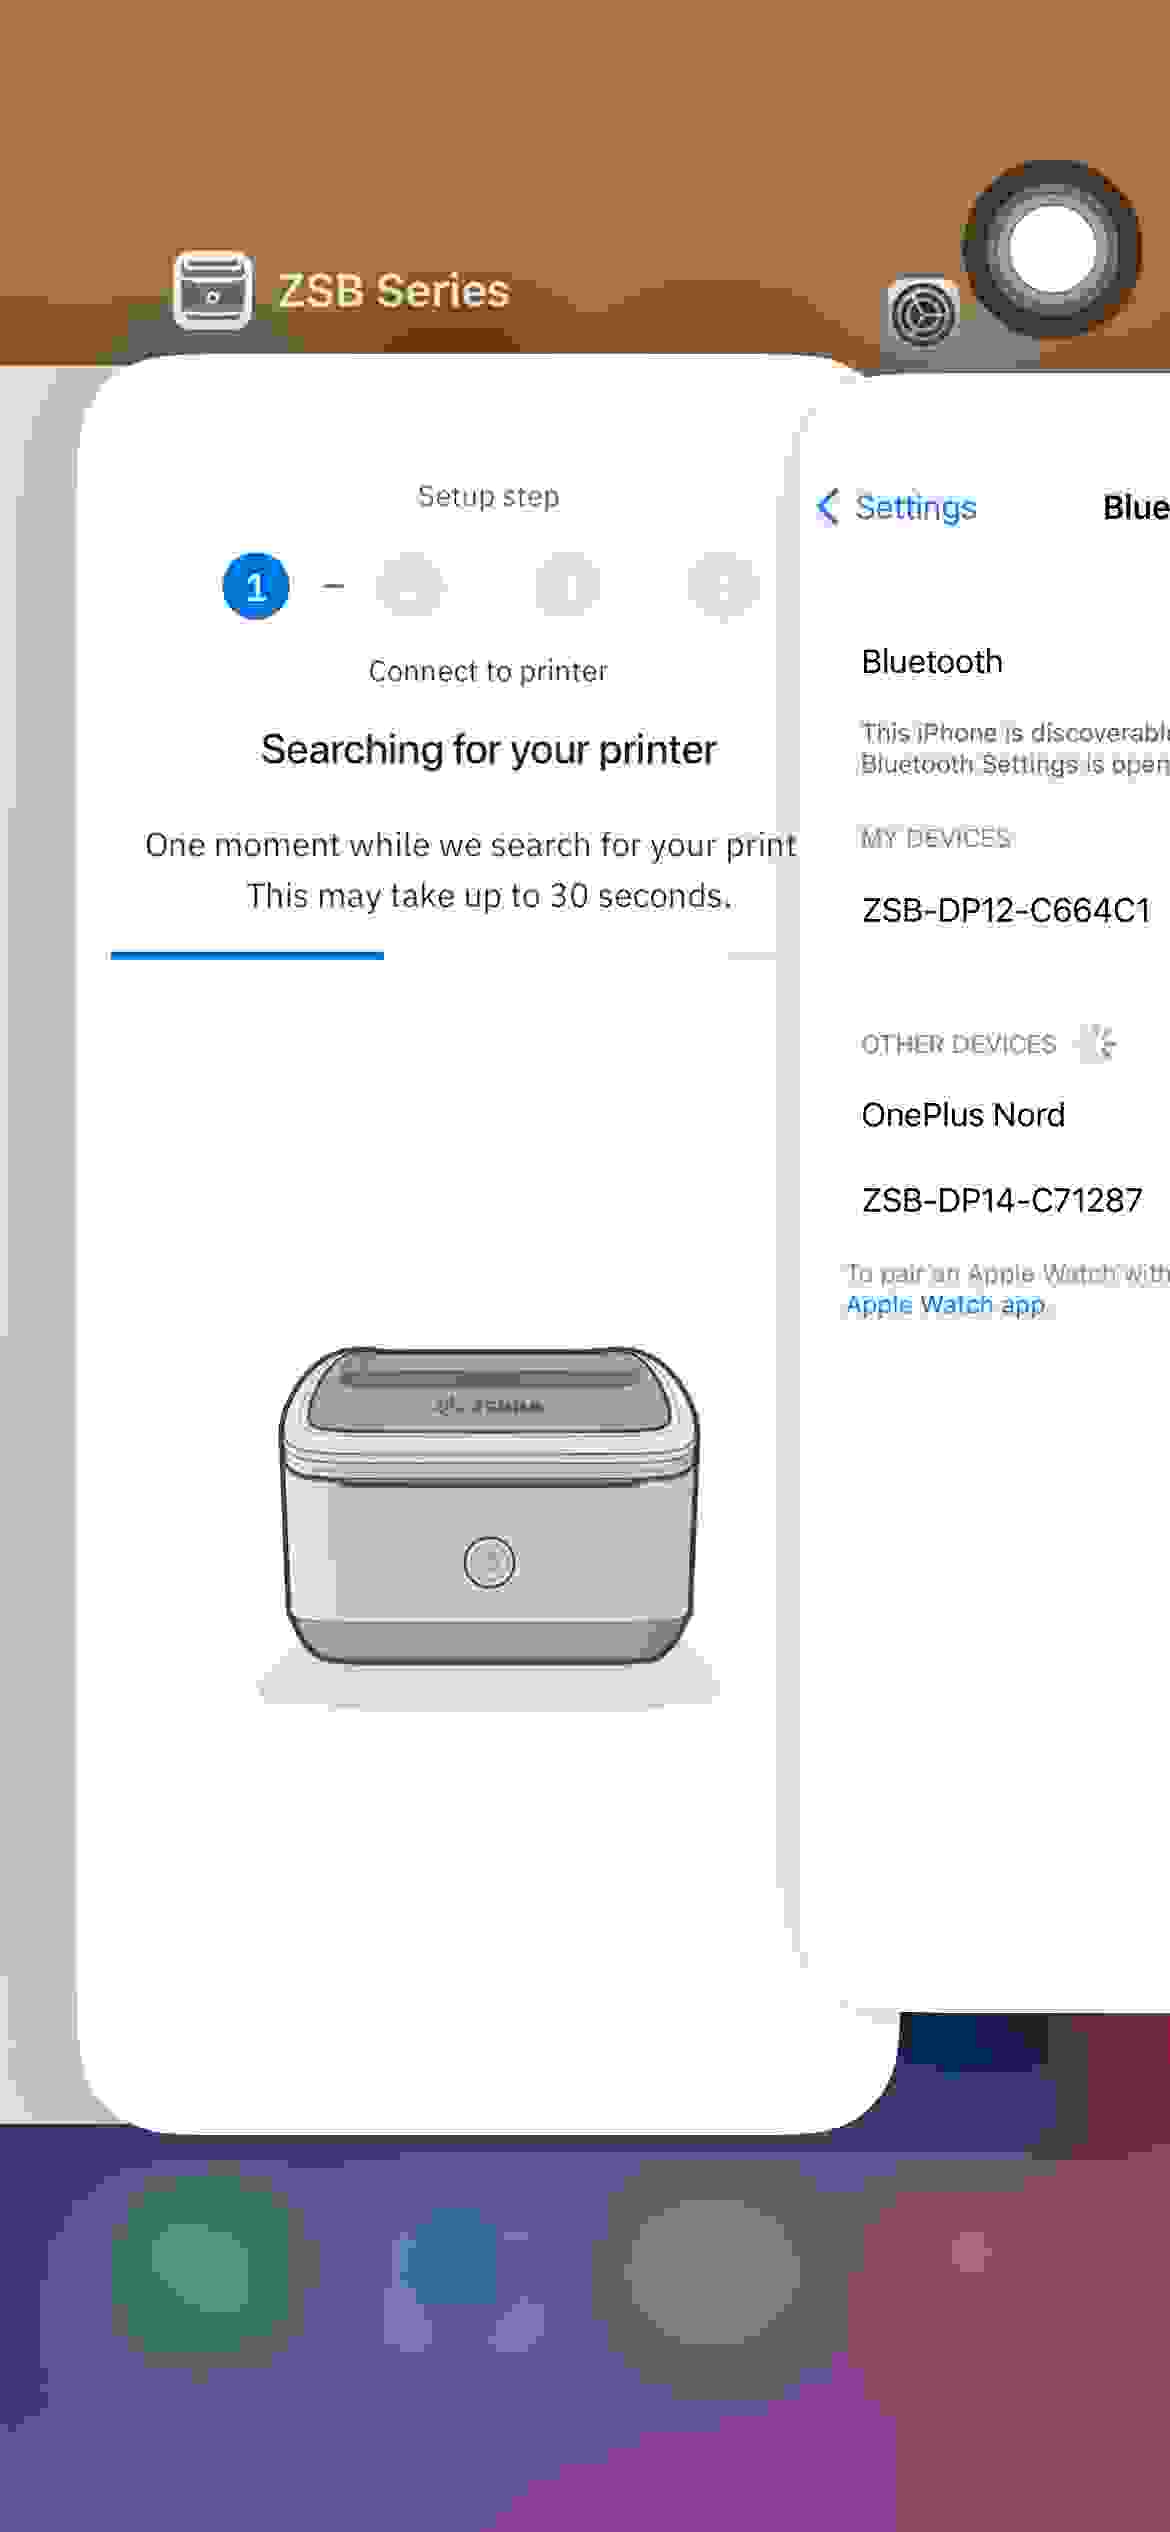 ZSB Series
Setup step
1
Connect to printer
Searching for your printer
One moment while we search for your print
This may take up to 30 seconds.
Settings
Blue
Bluetooth
This iPhone is discoverable
Bluetooth Settings is open
MY DEVICES
ZSB-DP12-C664C1
OTHER DEVICES
OnePlus Nord
ZSB-DP14-C71287
To pair an Apple Watch with
Apple Watch app.